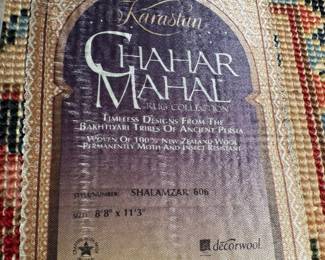 Karastan
CHAHAR
MAHAL
RUG COLLECTION
TIMELESS DESIGNS FROM THE
BAKHTIYARI TRIBES OF ANCIENT PERSIA
WOVEN OF 100% NEW ZEALAND WOOL
PERMANENTLY MOTH AND INSECT RESISTANT
STYLE/NUMBER: SHALAMZAR 606
SIZE: 8'8" x 11'3"
décorwool